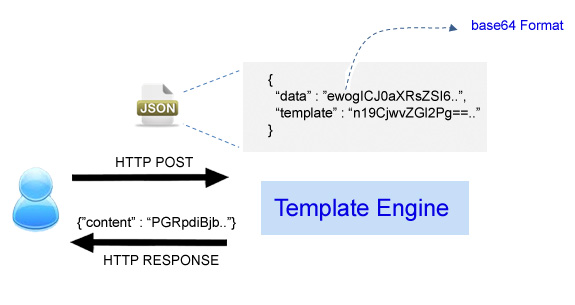 base64 Format
{
"data" : "ewogICJ0aXRsZSI6..",
"template" : "n19CjwvZGl2Pg==.."
}
JSON
HTTP POST
Template Engine
{"content" : "PGRpdiBjb.."}
HTTP RESPONSE